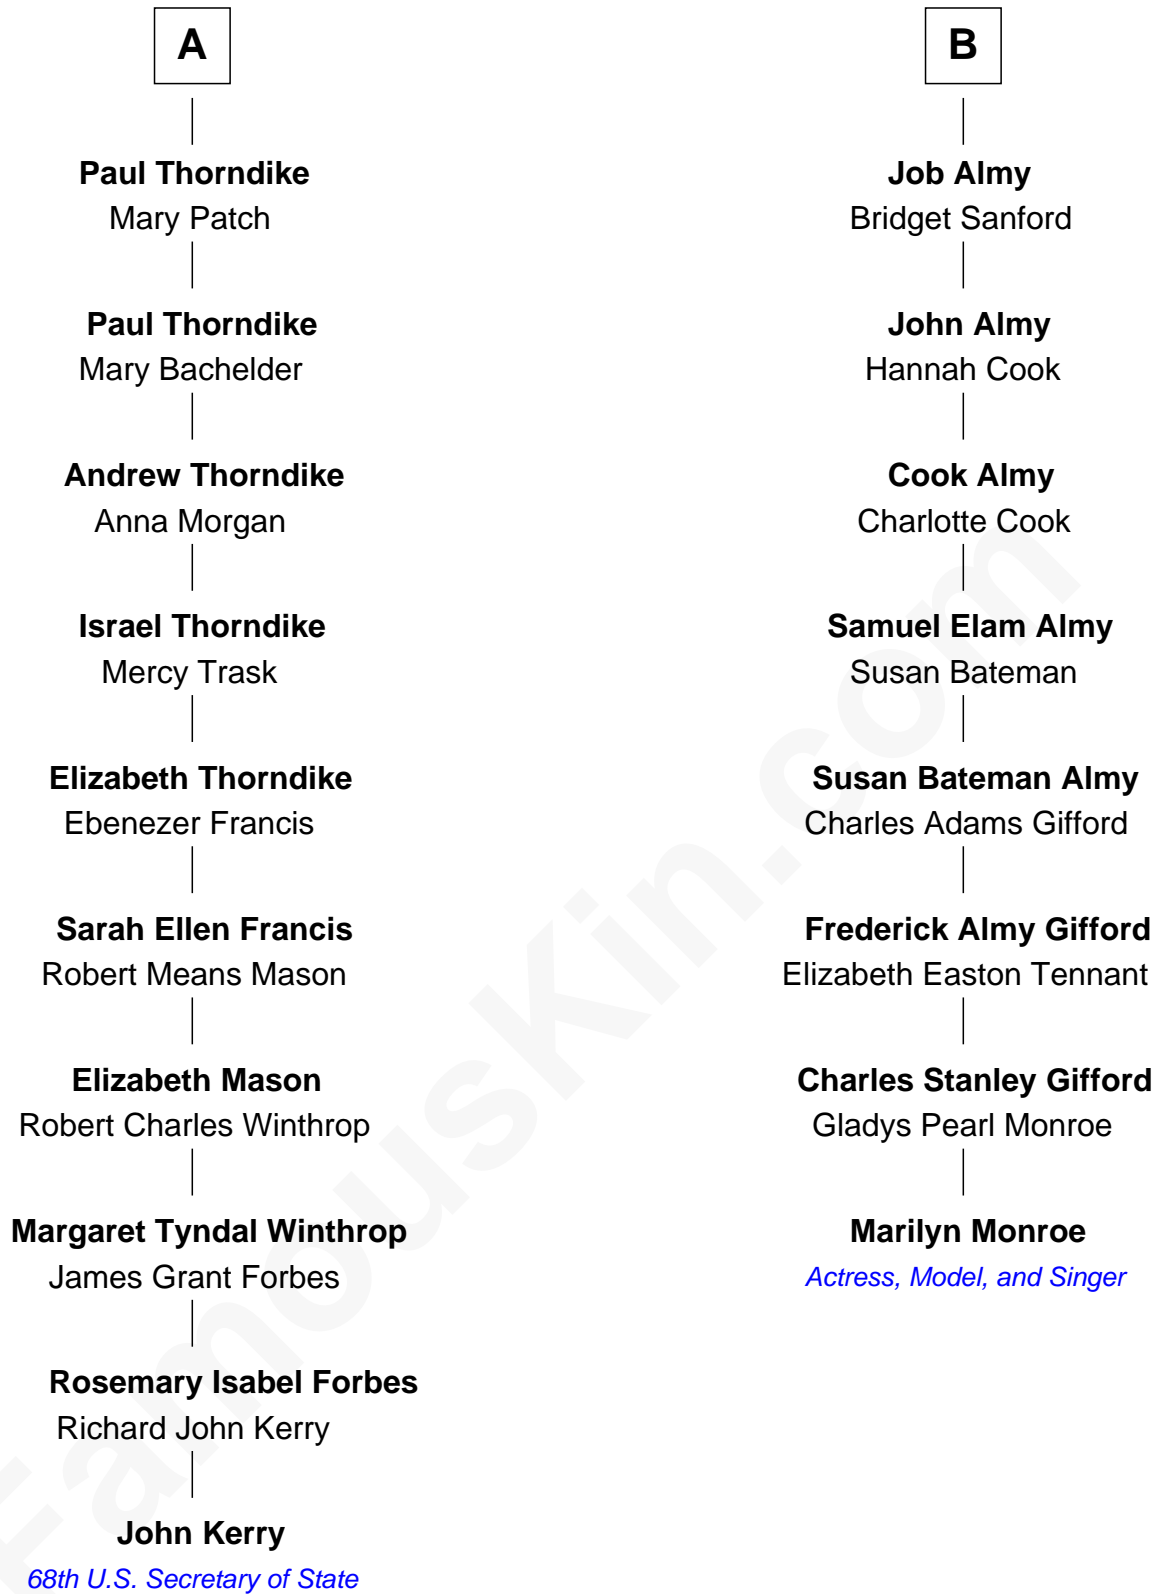 A
Paul Thorndike
Mary Patch
Paul Thorndike
Mary Bachelder
Andrew Thorndike
Anna Morgan
Israel Thorndike
Mercy Trask
Elizabeth Thorndike
Ebenezer Francis
Sarah Ellen Francis
Robert Means Mason
Elizabeth Mason
Robert Charles Winthrop
Margaret Tyndal Winthrop
James Grant Forbes
Rosemary Isabel Forbes
Richard John Kerry
John Kerry
68th U.S. Secretary of State
B
Job Almy
Bridget Sanford
John Almy
Hannah Cook
Cook Almy
Charlotte Cook
Samuel Elam Almy
Susan Bateman
Susan Bateman Almy
Charles Adams Gifford
Frederick Almy Gifford
Elizabeth Easton Tennant
Charles Stanley Gifford
Gladys Pearl Monroe
Marilyn Monroe
Actress, Model, and Singer
FamousKin.com